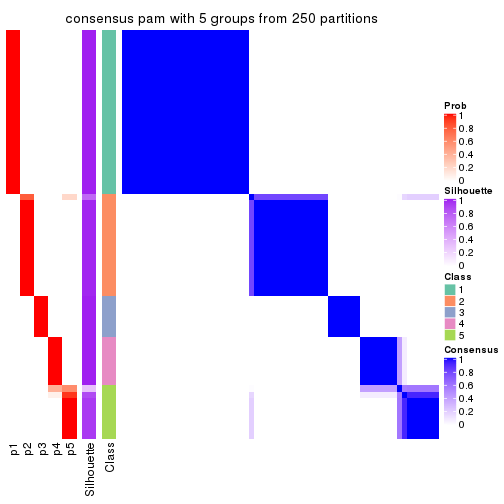 consensus pam with 5 groups from 250 partitions
Prob
1
0.8
0.6
0.4
0.2
0
Silhouette
1
0.8
0.6
0.4
0.2
0
Class
1
2
3
4
5
Consensus
1
0.8
0.6
0.4
0.2
0
p1
p2
p3
p4
p5
Silhouette
Class